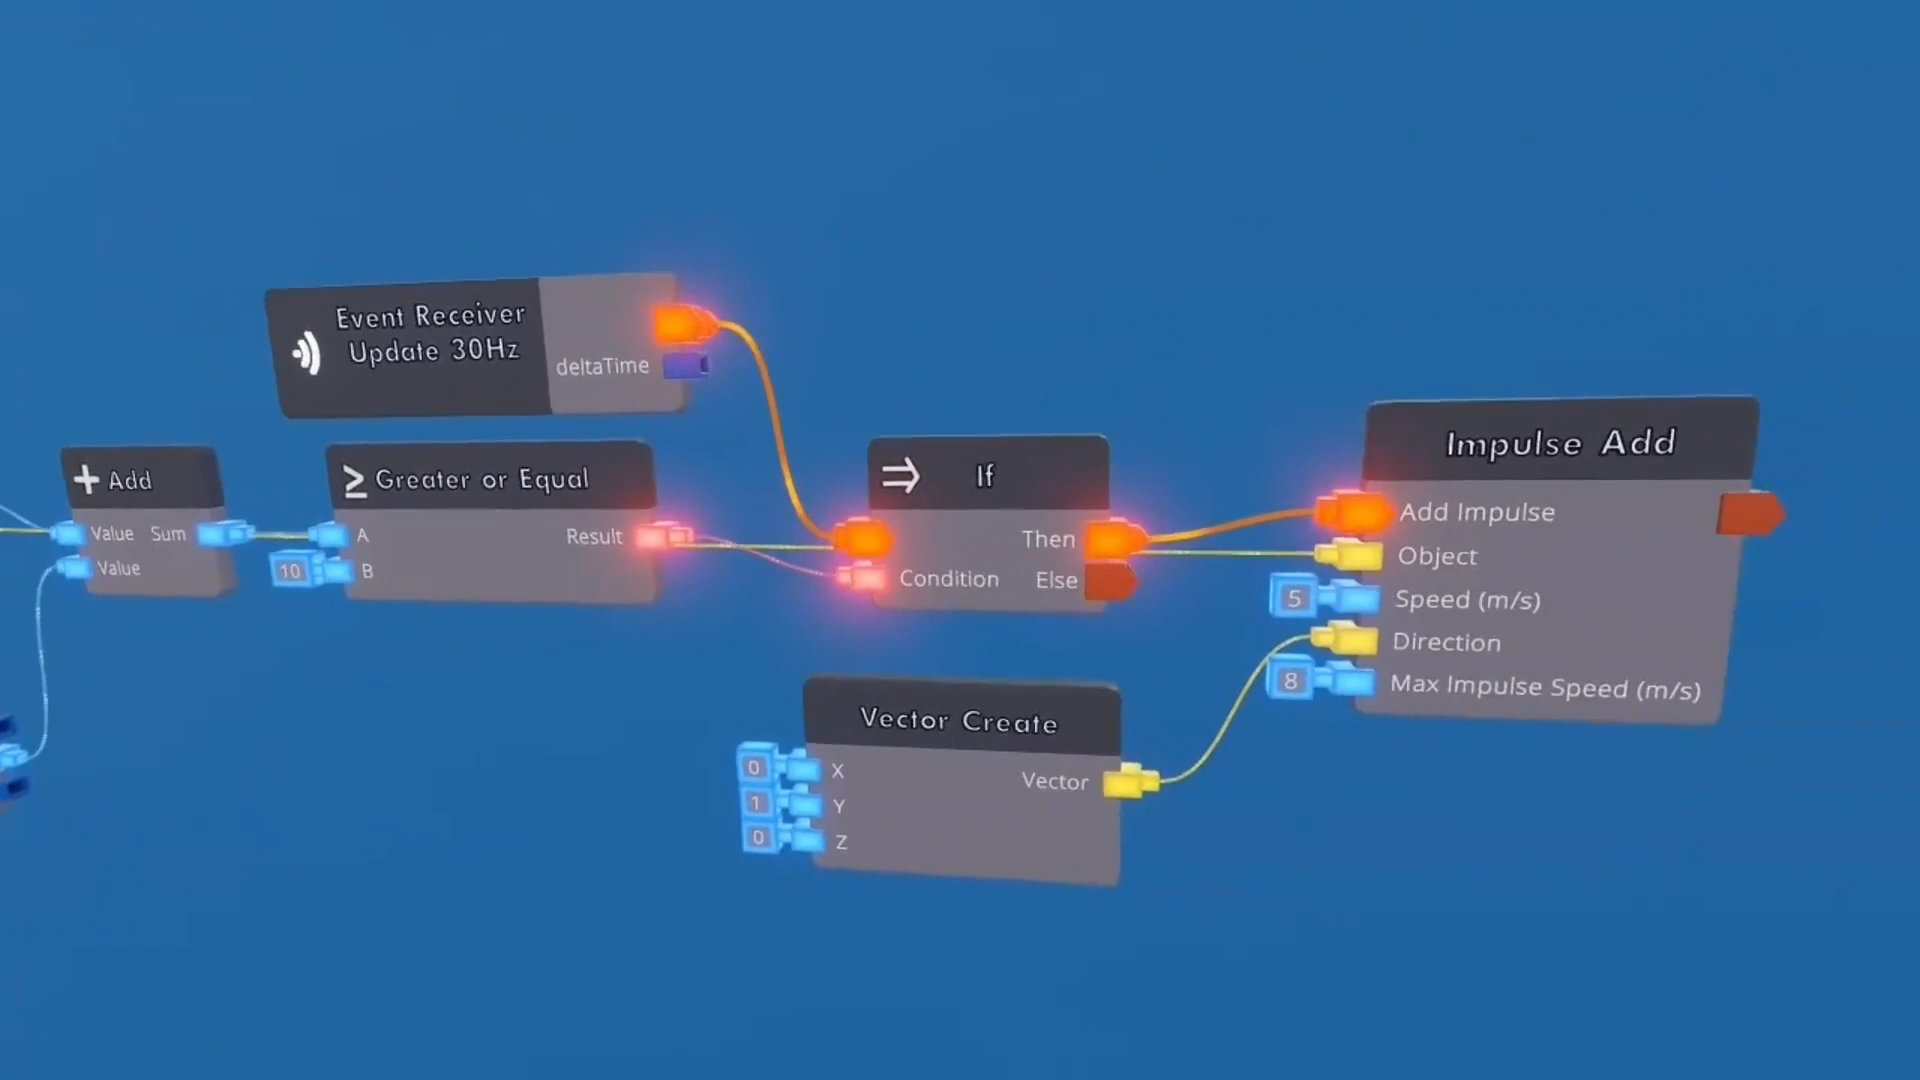 Event Receiver
Update 30Hz
deltaTime
Add
Value Sum
Value
≥ Greater or Equal
A Result
10 B
If
Then
Condition Else
Impulse Add
Add Impulse
Object
5 Speed (m/s)
Direction
8 Max Impulse Speed (m/s)
Vector Create
0 X Vector
1 Y
0 Z